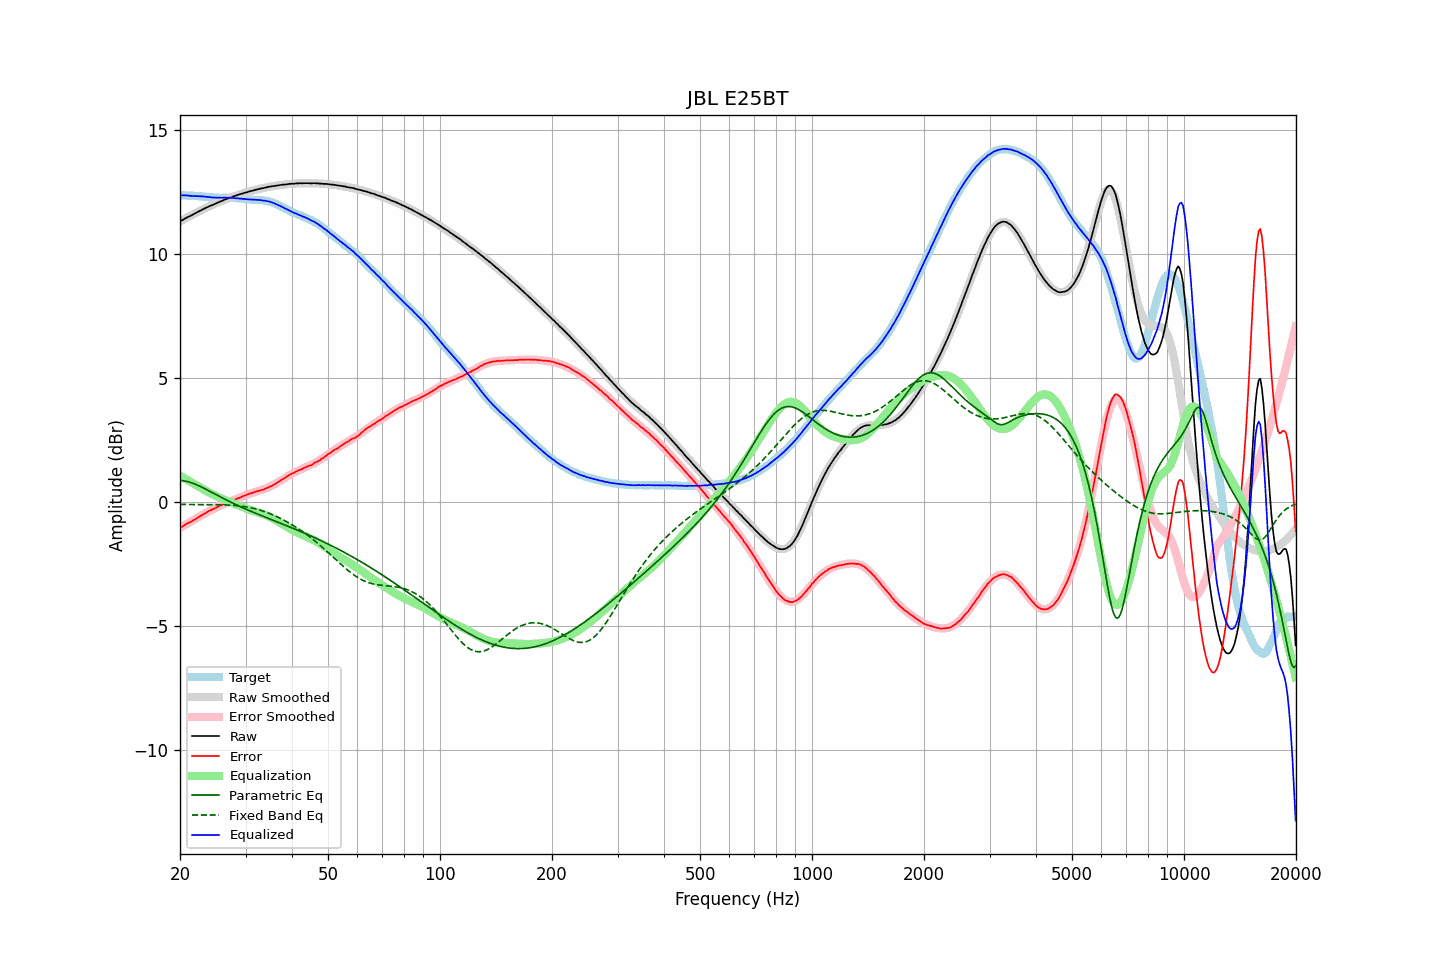 JBL E25BT
15
10
5
0
−5
−10
Amplitude (dBr)
Target
Raw Smoothed
Error Smoothed
Raw
Error
Equalization
Parametric Eq
Fixed Band Eq
Equalized
20 50 100 200 500 1000 2000 5000 10000 20000
Frequency (Hz)